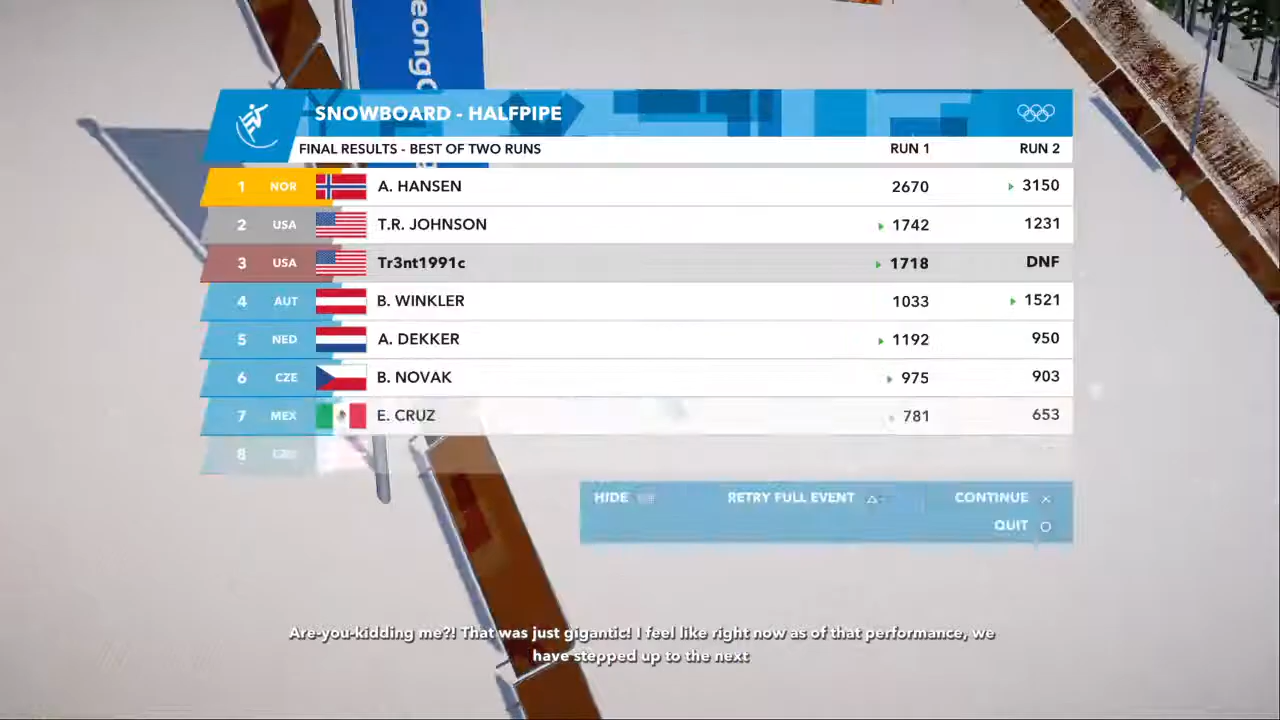 eongC
SNOWBOARD - HALFPIPE
FINAL RESULTS - BEST OF TWO RUNS RUN 1 RUN 2
1 NOR A. HANSEN 2670 3150
2 USA T.R. JOHNSON 1742 1231
3 USA Tr3nt1991c 1718 DNF
4 AUT B. WINKLER 1033 1521
5 NED A. DEKKER 1192 950
6 CZE B. NOVAK 975 903
7 MEX E. CRUZ 781 653
8
HIDE RETRY FULL EVENT CONTINUE
QUIT
Are-you-kidding me?! That was just gigantic! I feel like right now as of that performance, we
have stepped up to the next